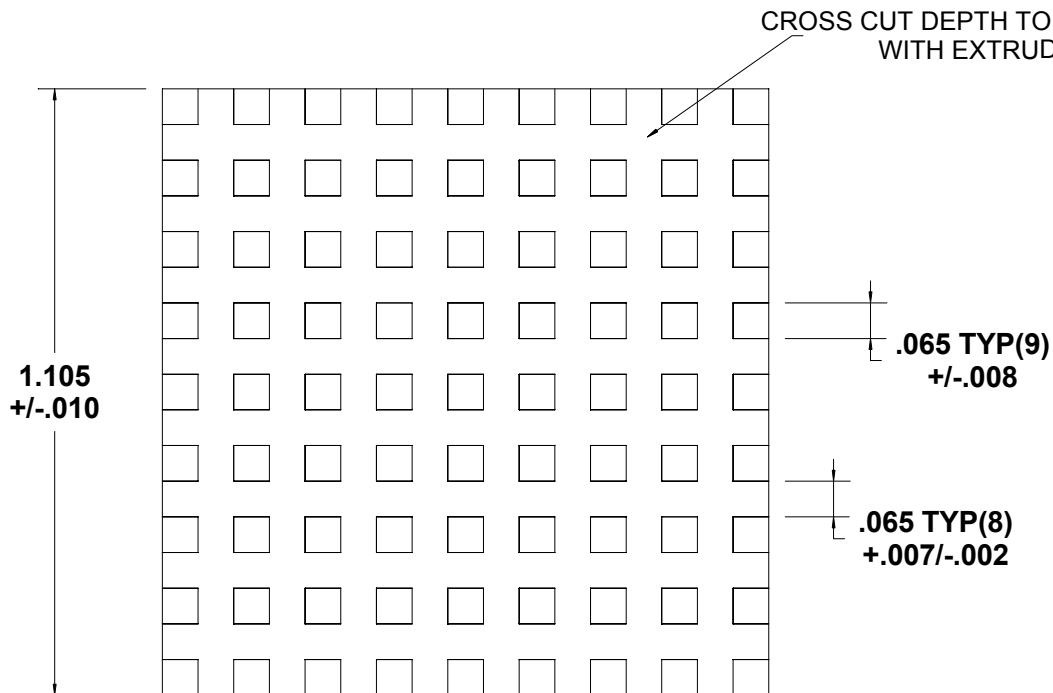 CROSS CUT DEPTH TO
WITH EXTRUD
1.105
+/-.010
.065 TYP(9)
+/-.008
.065 TYP(8)
+.007/-.002